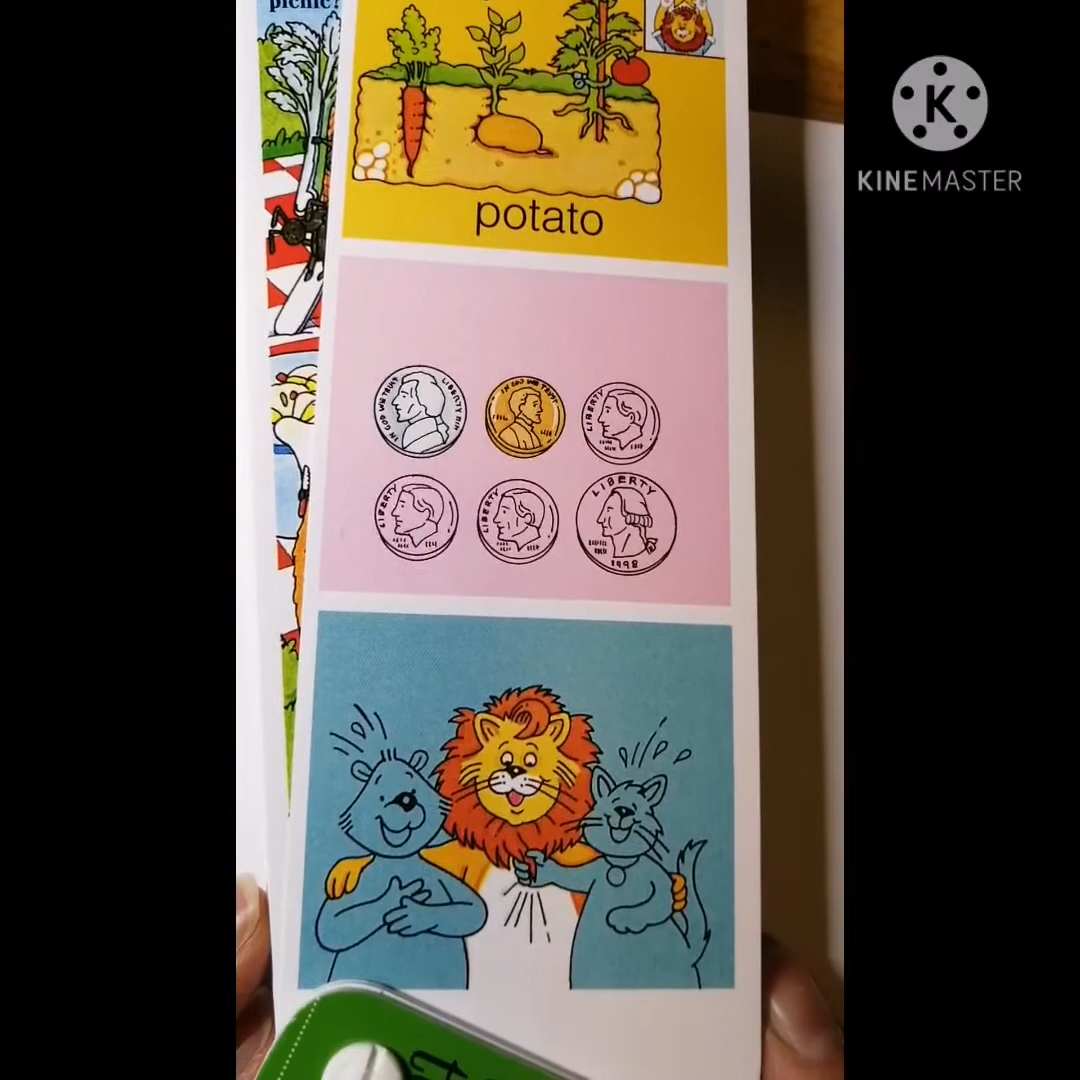 picnic?
KINEMASTER
K
potato
IN GOD WE TRUST
LIBERTY
IN GOD WE TRUST
LIBERTY
LIBERTY
LIBERTY
LIBERTY
1998